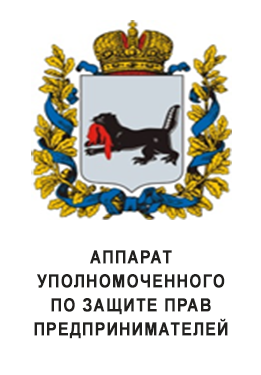 АППАРАТ
УПОЛНОМОЧЕННОГО
ПО ЗАЩИТЕ ПРАВ
ПРЕДПРИНИМАТЕЛЕЙ